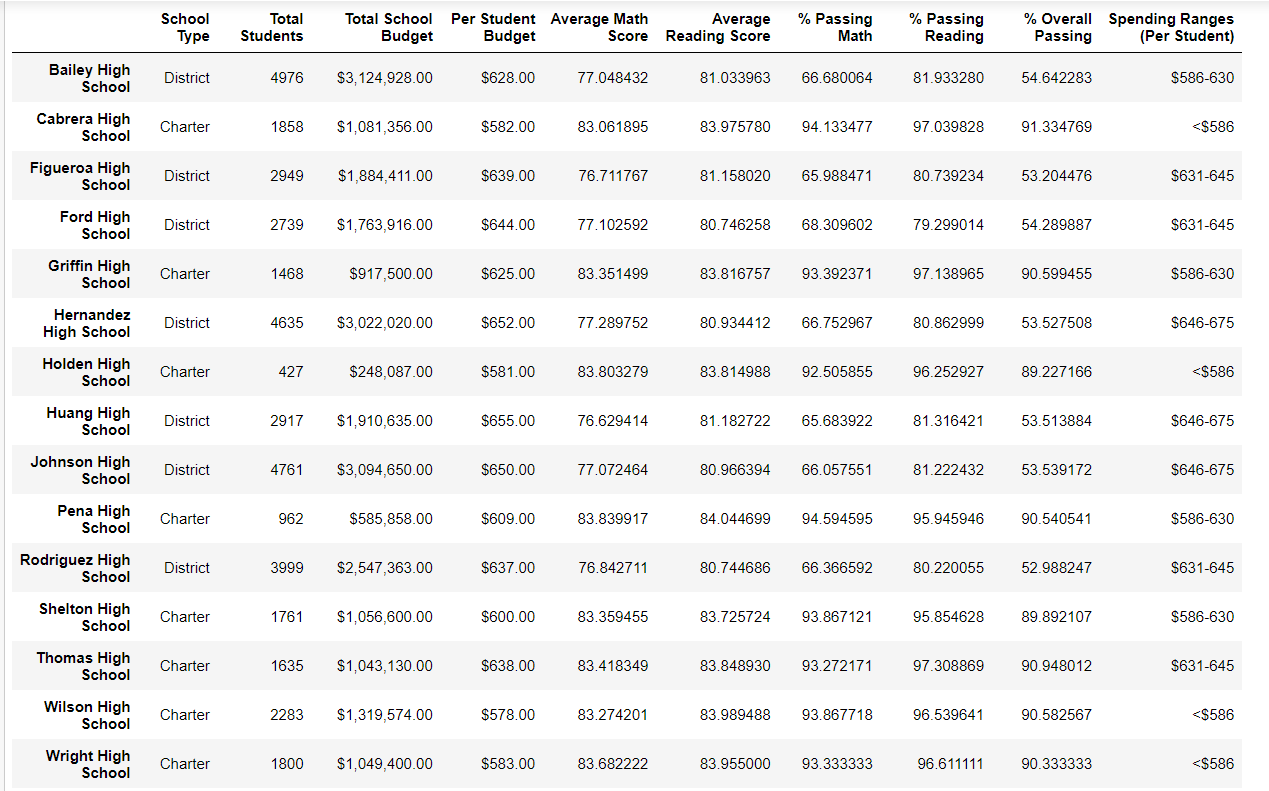 School Type Total Students Total School Budget Per Student Budget Average Math Score Average Reading Score % Passing Math % Passing Reading % Overall Passing Spending Ranges (Per Student)
Bailey High School District 4976 $3,124,928.00 $628.00 77.048432 81.033963 66.680064 81.933280 54.642283 $586-630
Cabrera High School Charter 1858 $1,081,356.00 $582.00 83.061895 83.975780 94.133477 97.039828 91.334769 <$586
Figueroa High School District 2949 $1,884,411.00 $639.00 76.711767 81.158020 65.988471 80.739234 53.204476 $631-645
Ford High School District 2739 $1,763,916.00 $644.00 77.102592 80.746258 68.309602 79.299014 54.289887 $631-645
Griffin High School Charter 1468 $917,500.00 $625.00 83.351499 83.816757 93.392371 97.138965 90.599455 $586-630
Hernandez High School District 4635 $3,022,020.00 $652.00 77.289752 80.934412 66.752967 80.862999 53.527508 $646-675
Holden High School Charter 427 $248,087.00 $581.00 83.803279 83.814988 92.505855 96.252927 89.227166 <$586
Huang High School District 2917 $1,910,635.00 $655.00 76.629414 81.182722 65.683922 81.316421 53.513884 $646-675
Johnson High School District 4761 $3,094,650.00 $650.00 77.072464 80.966394 66.057551 81.222432 53.539172 $646-675
Pena High School Charter 962 $585,858.00 $609.00 83.839917 84.044699 94.594595 95.945946 90.540541 $586-630
Rodriguez High School District 3999 $2,547,363.00 $637.00 76.842711 80.744686 66.366592 80.220055 52.988247 $631-645
Shelton High School Charter 1761 $1,056,600.00 $600.00 83.359455 83.725724 93.867121 95.854628 89.892107 $586-630
Thomas High School Charter 1635 $1,043,130.00 $638.00 83.418349 83.848930 93.272171 97.308869 90.948012 $631-645
Wilson High School Charter 2283 $1,319,574.00 $578.00 83.274201 83.989488 93.867718 96.539641 90.582567 <$586
Wright High School Charter 1800 $1,049,400.00 $583.00 83.682222 83.955000 93.333333 96.611111 90.333333 <$586